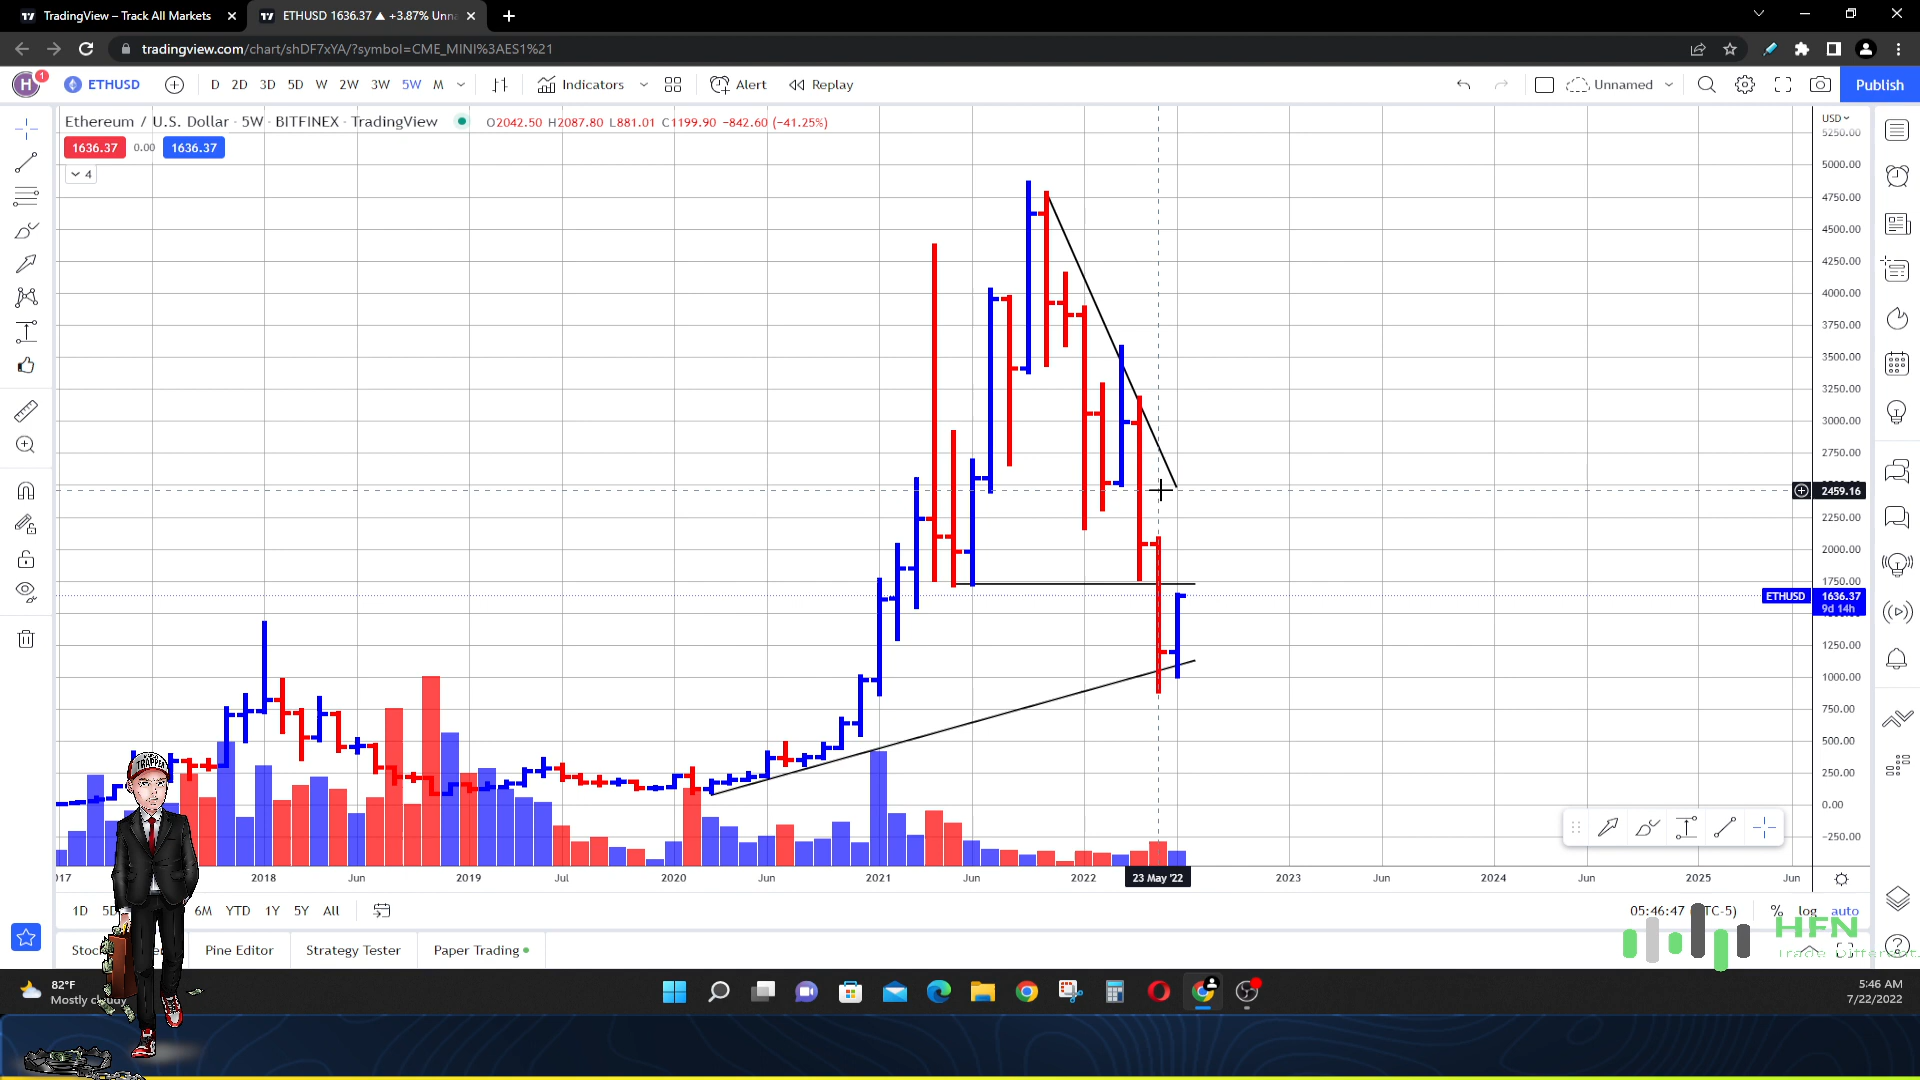 TradingView – Track All Markets
ETHUSD 1636.37 ▲ +3.87% Unna
tradingview.com/chart/shDF7xYA/?symbol=CME_MINI%3AES1%21
H 1 ETHUSD D 2D 3D 5D W 2W 3W 5W M Indicators Alert Replay Unnamed Publish
Ethereum / U.S. Dollar · 5W · BITFINEX · TradingView O2042.50 H2087.80 L881.01 C1199.90 −842.60 (−41.25%)
USD
1636.37 0.00 1636.37
4
5250.00
5000.00
4750.00
4500.00
4250.00
4000.00
3750.00
3500.00
3250.00
3000.00
2750.00
2459.16
2250.00
2000.00
1750.00
ETHUSD 1636.37
9d 14h
1250.00
1000.00
750.00
500.00
250.00
0.00
−250.00
TRAPPER
2018 Jun 2019 Jul 2020 Jun 2021 Jun 2022 23 May '22 2023 Jun 2024 Jun 2025 Jun
1D 6M YTD 1Y 5Y All 05:46:47 % log auto
Pine Editor Strategy Tester Paper Trading
HFN
Trade Different.
82°F
Mostly cloudy
5:46 AM
7/22/2022